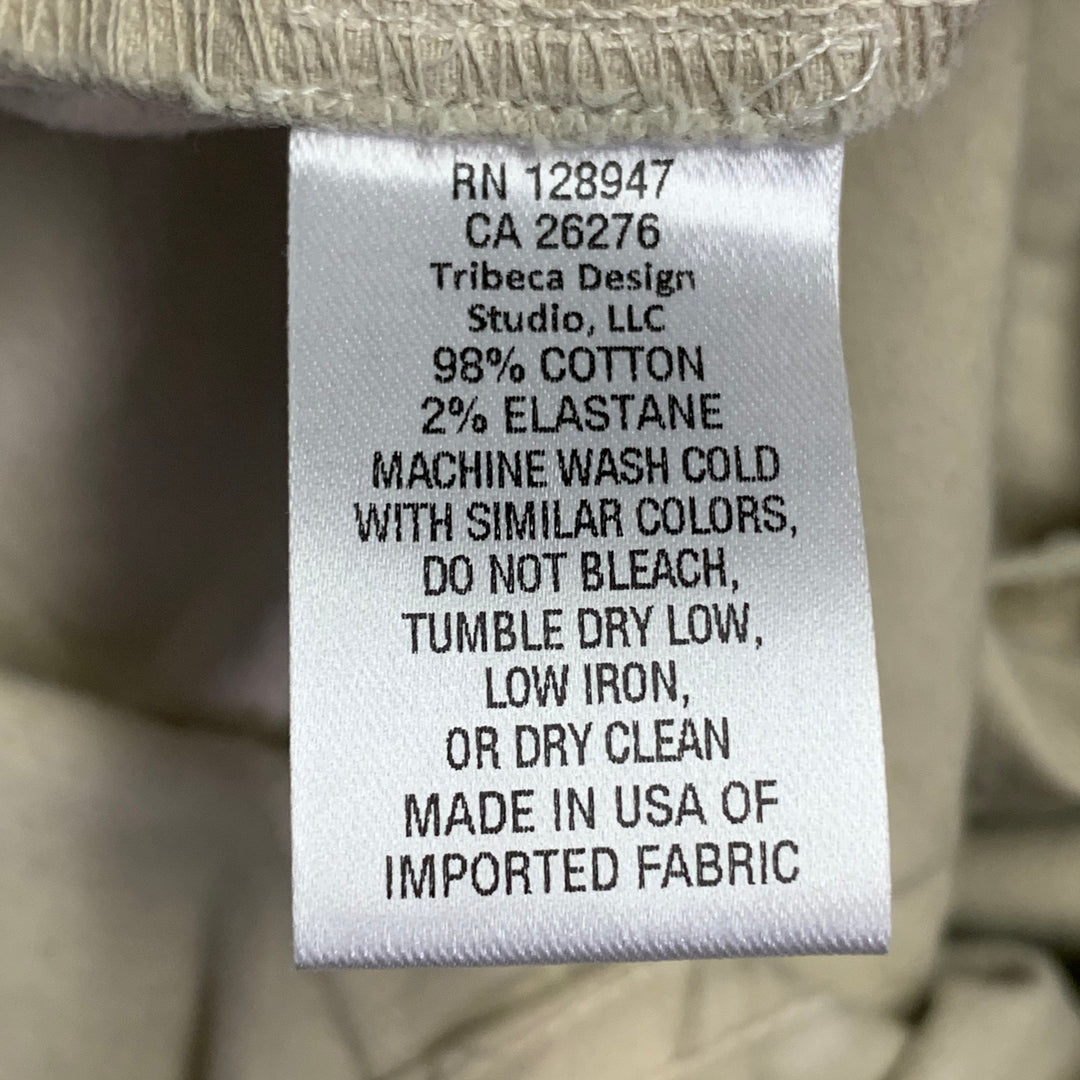 RN 128947
CA 26276
Tribeca Design
Studio, LLC
98% COTTON
2% ELASTANE
MACHINE WASH COLD
WITH SIMILAR COLORS,
DO NOT BLEACH,
TUMBLE DRY LOW,
LOW IRON,
OR DRY CLEAN
MADE IN USA OF
IMPORTED FABRIC